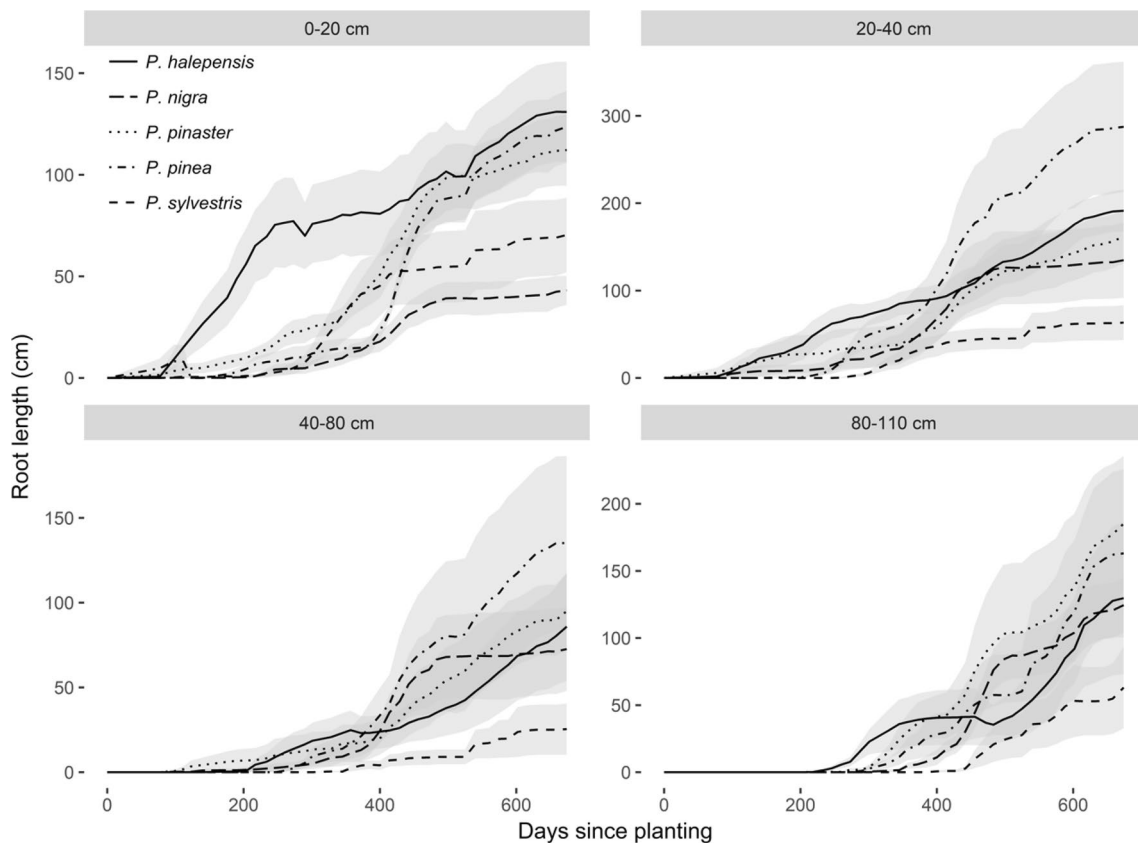 0-20 cm
20-40 cm
150
100
50
0
P. halepensis
P. nigra
P. pinaster
P. pinea
P. sylvestris
300
200
100
0
40-80 cm
80-110 cm
Root length (cm)
150
100
50
0
200
150
100
50
0
0 200 400 600
0 200 400 600
Days since planting